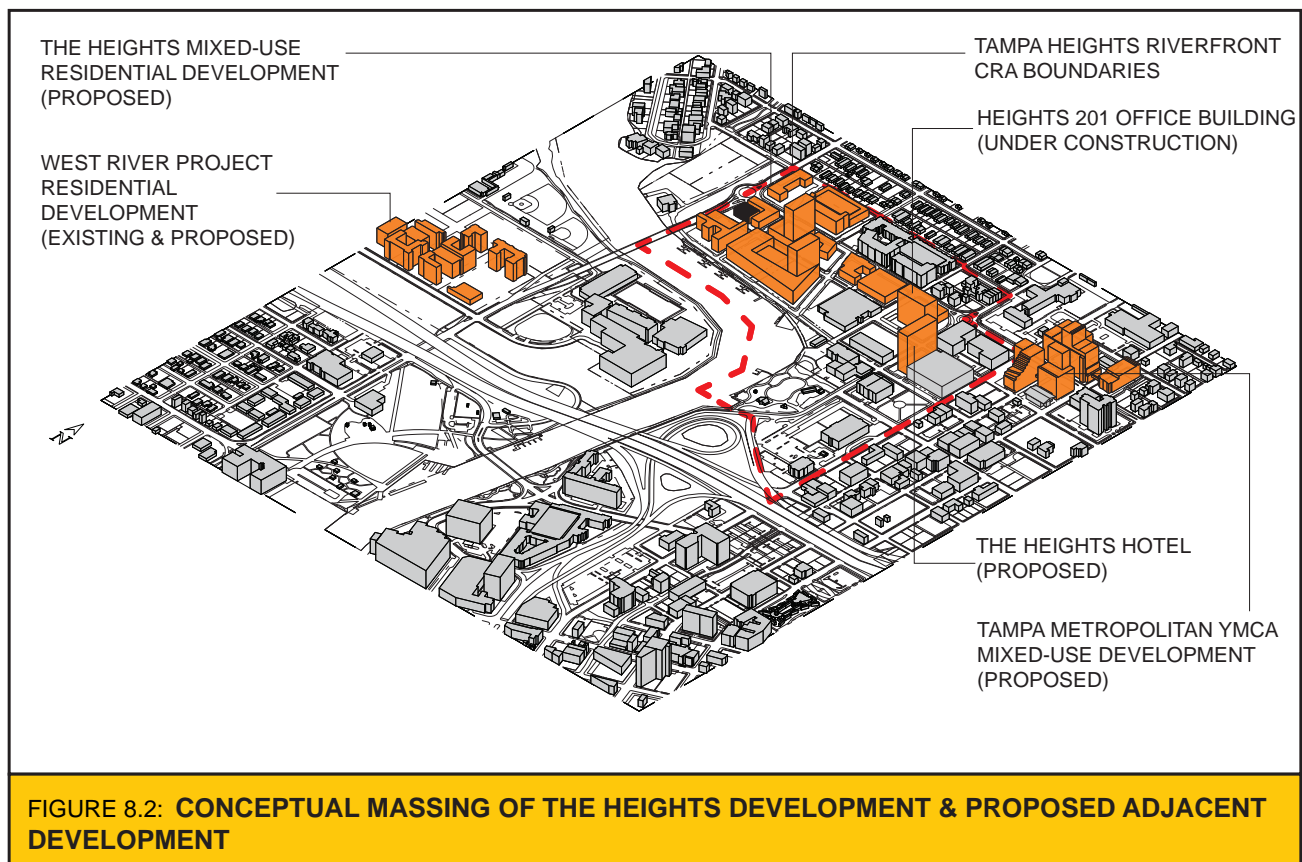 THE HEIGHTS MIXED-USE
RESIDENTIAL DEVELOPMENT
(PROPOSED)
WEST RIVER PROJECT
RESIDENTIAL
DEVELOPMENT
(EXISTING & PROPOSED)
TAMPA HEIGHTS RIVERFRONT
CRA BOUNDARIES
HEIGHTS 201 OFFICE BUILDING
(UNDER CONSTRUCTION)
THE HEIGHTS HOTEL
(PROPOSED)
TAMPA METROPOLITAN YMCA
MIXED-USE DEVELOPMENT
(PROPOSED)
FIGURE 8.2: CONCEPTUAL MASSING OF THE HEIGHTS DEVELOPMENT & PROPOSED ADJACENT
DEVELOPMENT